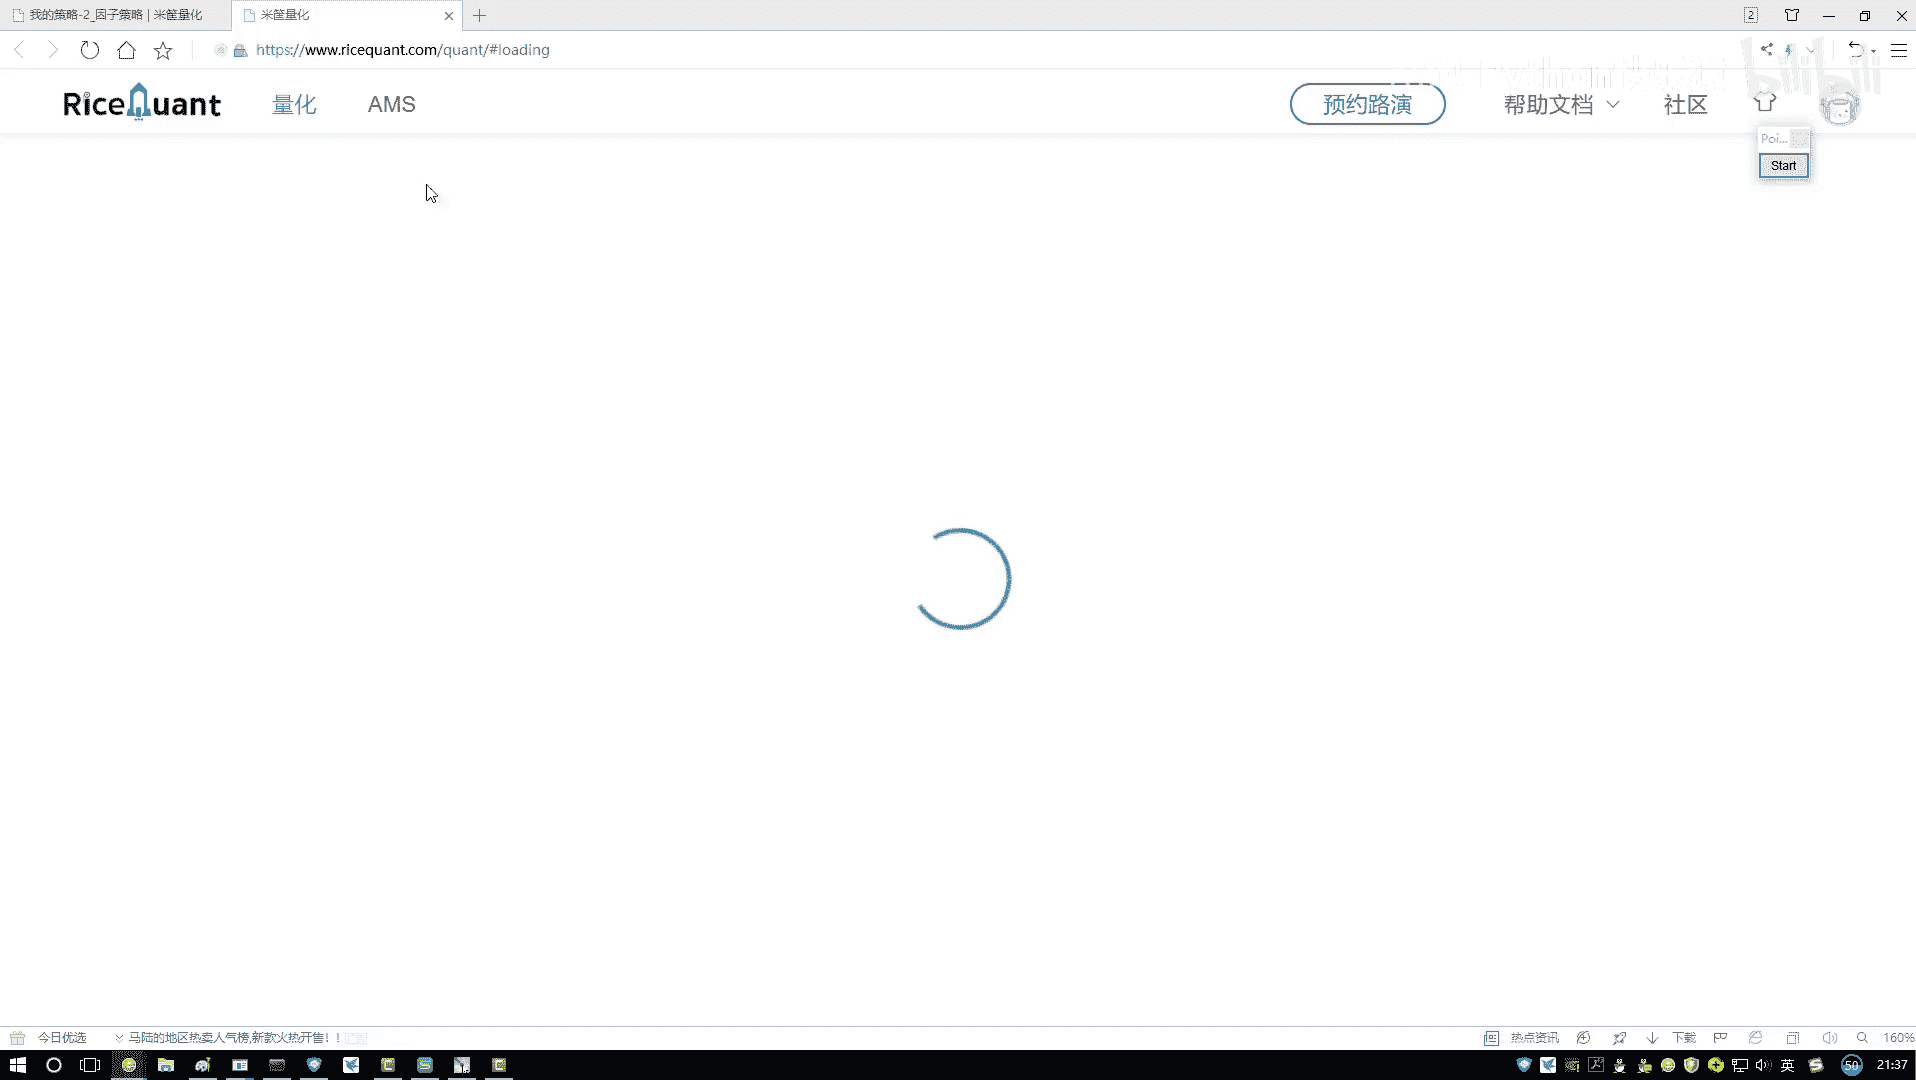 我的策略-2_因子策略 | 米筐量化
米筐量化
2
https://www.ricequant.com/quant/#loading
RiceQuant
量化
AMS
预约路演
帮助文档
社区
Poi...
Start
今日优选
马陆的地区热卖人气榜,新款火热开售！!
热点资讯
下载
160%
英
50
21:37